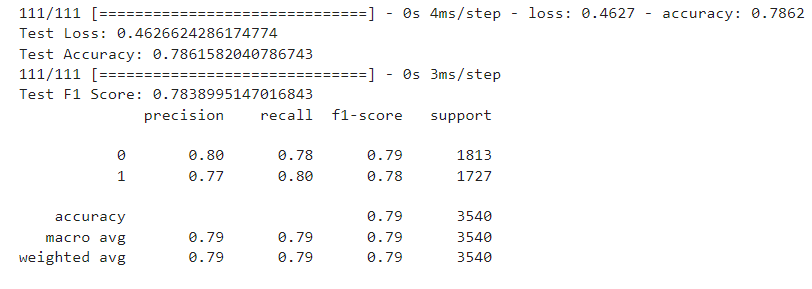 111/111 [==============================] - 0s 4ms/step - loss: 0.4627 - accuracy: 0.7862
Test Loss: 0.4626624286174774
Test Accuracy: 0.7861582040786743
111/111 [==============================] - 0s 3ms/step
Test F1 Score: 0.7838995147016843
precision recall f1-score support
0 0.80 0.78 0.79 1813
1 0.77 0.80 0.78 1727
accuracy 0.79 3540
macro avg 0.79 0.79 0.79 3540
weighted avg 0.79 0.79 0.79 3540